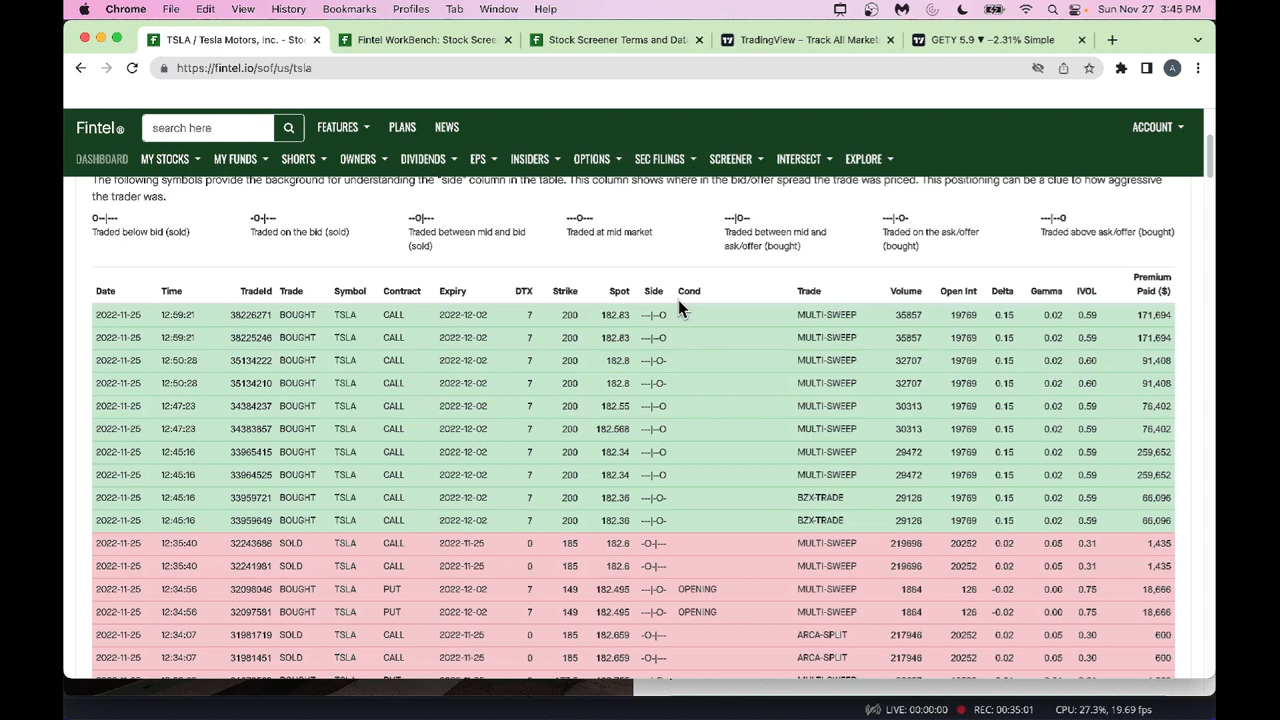 Chrome File Edit View History Bookmarks Profiles Tab Window Help Sun Nov 27 3:45 PM
TSLA / Tesla Motors, Inc. - Stoc Fintel WorkBench: Stock Scree Stock Screener Terms and Data TradingView – Track All Market GETY 5.9 ▼ −2.31% Simple
https://fintel.io/sof/us/tsla A
Fintel® search here FEATURES PLANS NEWS ACCOUNT
DASHBOARD MY STOCKS MY FUNDS SHORTS OWNERS DIVIDENDS EPS INSIDERS OPTIONS SEC FILINGS SCREENER INTERSECT EXPLORE
The following symbols provide the background for understanding the "side" column in the table. This column shows where in the bid/offer spread the trade was priced. This positioning can be a clue to how aggressive
the trader was.
O--|--- -O-|--- --O|--- ---O--- ---|O-- ---|-O- ---|--O
Traded below bid (sold) Traded on the bid (sold) Traded between mid and bid Traded at mid market Traded between mid and Traded on the ask/offer Traded above ask/offer (bought)
(sold) ask/offer (bought) (bought)
Premium
Date Time TradeId Trade Symbol Contract Expiry DTX Strike Spot Side Cond Trade Volume Open Int Delta Gamma IVOL Paid ($)
2022-11-25 12:59:21 38226271 BOUGHT TSLA CALL 2022-12-02 7 200 182.83 ---|--O MULTI-SWEEP 35857 19769 0.15 0.02 0.59 171,694
2022-11-25 12:59:21 38225246 BOUGHT TSLA CALL 2022-12-02 7 200 182.83 ---|--O MULTI-SWEEP 35857 19769 0.15 0.02 0.59 171,694
2022-11-25 12:50:28 35134222 BOUGHT TSLA CALL 2022-12-02 7 200 182.8 ---|-O- MULTI-SWEEP 32707 19769 0.15 0.02 0.60 91,408
2022-11-25 12:50:28 35134210 BOUGHT TSLA CALL 2022-12-02 7 200 182.8 ---|-O- MULTI-SWEEP 32707 19769 0.15 0.02 0.60 91,408
2022-11-25 12:47:23 34384237 BOUGHT TSLA CALL 2022-12-02 7 200 182.55 ---|--O MULTI-SWEEP 30313 19769 0.15 0.02 0.59 76,402
2022-11-25 12:47:23 34383857 BOUGHT TSLA CALL 2022-12-02 7 200 182.568 ---|--O MULTI-SWEEP 30313 19769 0.15 0.02 0.59 76,402
2022-11-25 12:45:16 33965415 BOUGHT TSLA CALL 2022-12-02 7 200 182.34 ---|--O MULTI-SWEEP 29472 19769 0.15 0.02 0.59 259,652
2022-11-25 12:45:16 33964525 BOUGHT TSLA CALL 2022-12-02 7 200 182.34 ---|--O MULTI-SWEEP 29472 19769 0.15 0.02 0.59 259,652
2022-11-25 12:45:16 33959721 BOUGHT TSLA CALL 2022-12-02 7 200 182.36 ---|-O- BZX-TRADE 29126 19769 0.15 0.02 0.59 66,096
2022-11-25 12:45:16 33959649 BOUGHT TSLA CALL 2022-12-02 7 200 182.36 ---|-O- BZX-TRADE 29126 19769 0.15 0.02 0.59 66,096
2022-11-25 12:35:40 32243686 SOLD TSLA CALL 2022-11-25 0 185 182.6 -O-|--- MULTI-SWEEP 219696 20252 0.02 0.05 0.31 1,435
2022-11-25 12:35:40 32241981 SOLD TSLA CALL 2022-11-25 0 185 182.6 -O-|--- MULTI-SWEEP 219696 20252 0.02 0.05 0.31 1,435
2022-11-25 12:34:56 32098046 BOUGHT TSLA PUT 2022-12-02 7 149 182.495 ---|-O- OPENING MULTI-SWEEP 1864 126 -0.02 0.00 0.75 18,666
2022-11-25 12:34:56 32097581 BOUGHT TSLA PUT 2022-12-02 7 149 182.495 ---|-O- OPENING MULTI-SWEEP 1864 126 -0.02 0.00 0.75 18,666
2022-11-25 12:34:07 31981719 SOLD TSLA CALL 2022-11-25 0 185 182.659 -O-|--- ARCA-SPLIT 217946 20252 0.02 0.05 0.30 600
2022-11-25 12:34:07 31981451 SOLD TSLA CALL 2022-11-25 0 185 182.659 -O-|--- ARCA-SPLIT 217946 20252 0.02 0.05 0.30 600
LIVE: 00:00:00 REC: 00:35:01 CPU: 27.3%, 19.69 fps